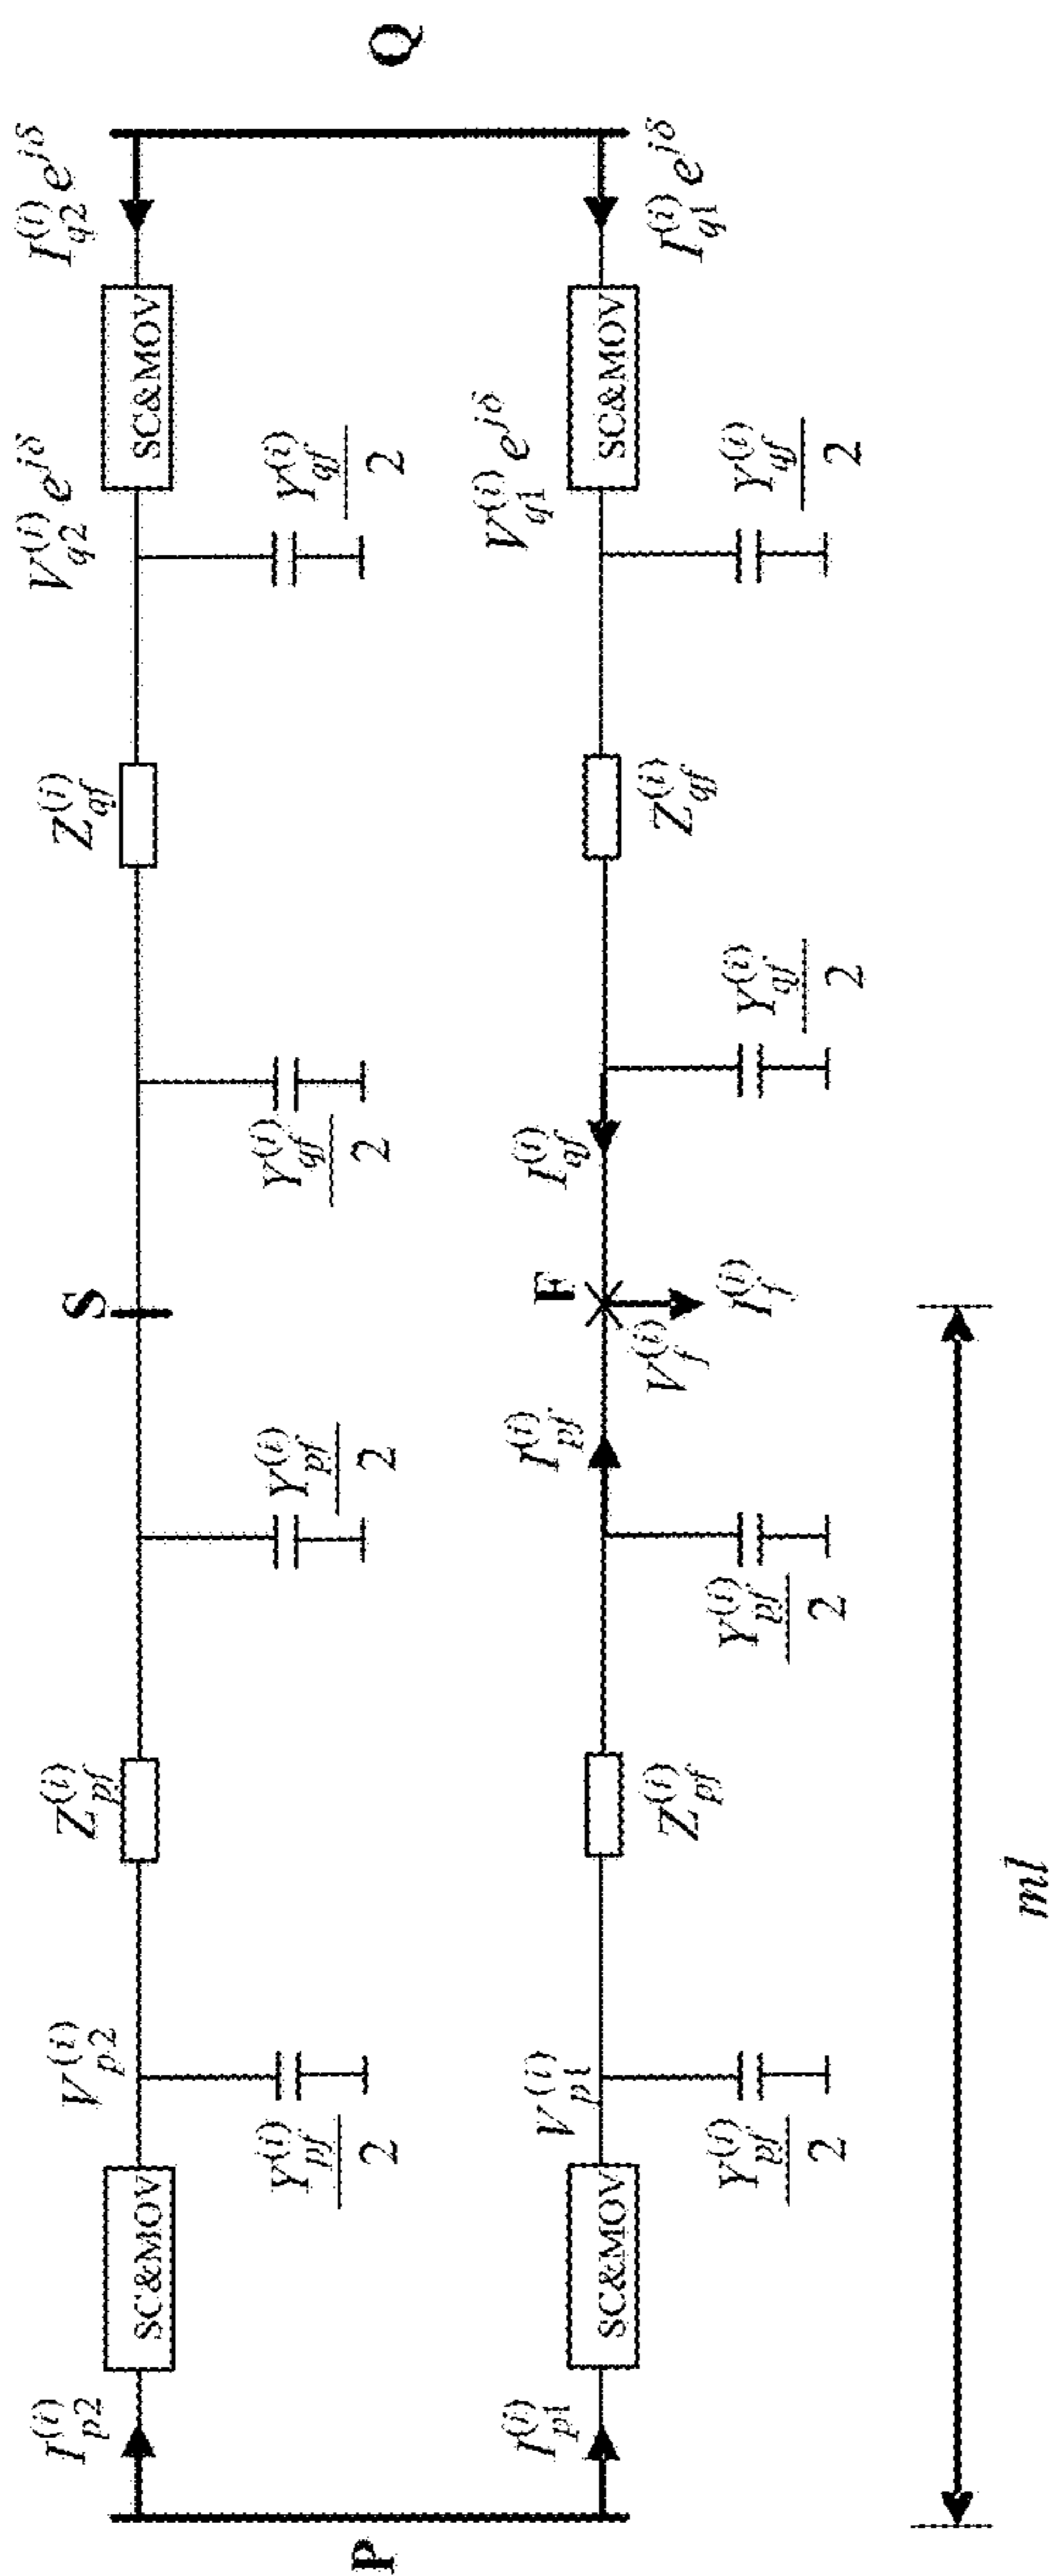 I_{p2}^{(i)}
SC&MOV
V_{p2}^{(i)}
Y_{pf}^{(i)}/2
Z_{pf}^{(i)}
Y_{pf}^{(i)}/2
S
Y_{qf}^{(i)}/2
Z_{qf}^{(i)}
V_{q2}^{(i)} e^{jδ}
Y_{qf}^{(i)}/2
SC&MOV
I_{q2}^{(i)} e^{jδ}
P
Q
I_{p1}^{(i)}
SC&MOV
V_{p1}^{(i)}
Y_{pf}^{(i)}/2
Z_{pf}^{(i)}
Y_{pf}^{(i)}/2
I_{pf}^{(i)}
V_f^{(i)}
F
I_f^{(i)}
I_{qf}^{(i)}
Y_{qf}^{(i)}/2
Z_{qf}^{(i)}
V_{q1}^{(i)} e^{jδ}
Y_{qf}^{(i)}/2
SC&MOV
I_{q1}^{(i)} e^{jδ}
ml